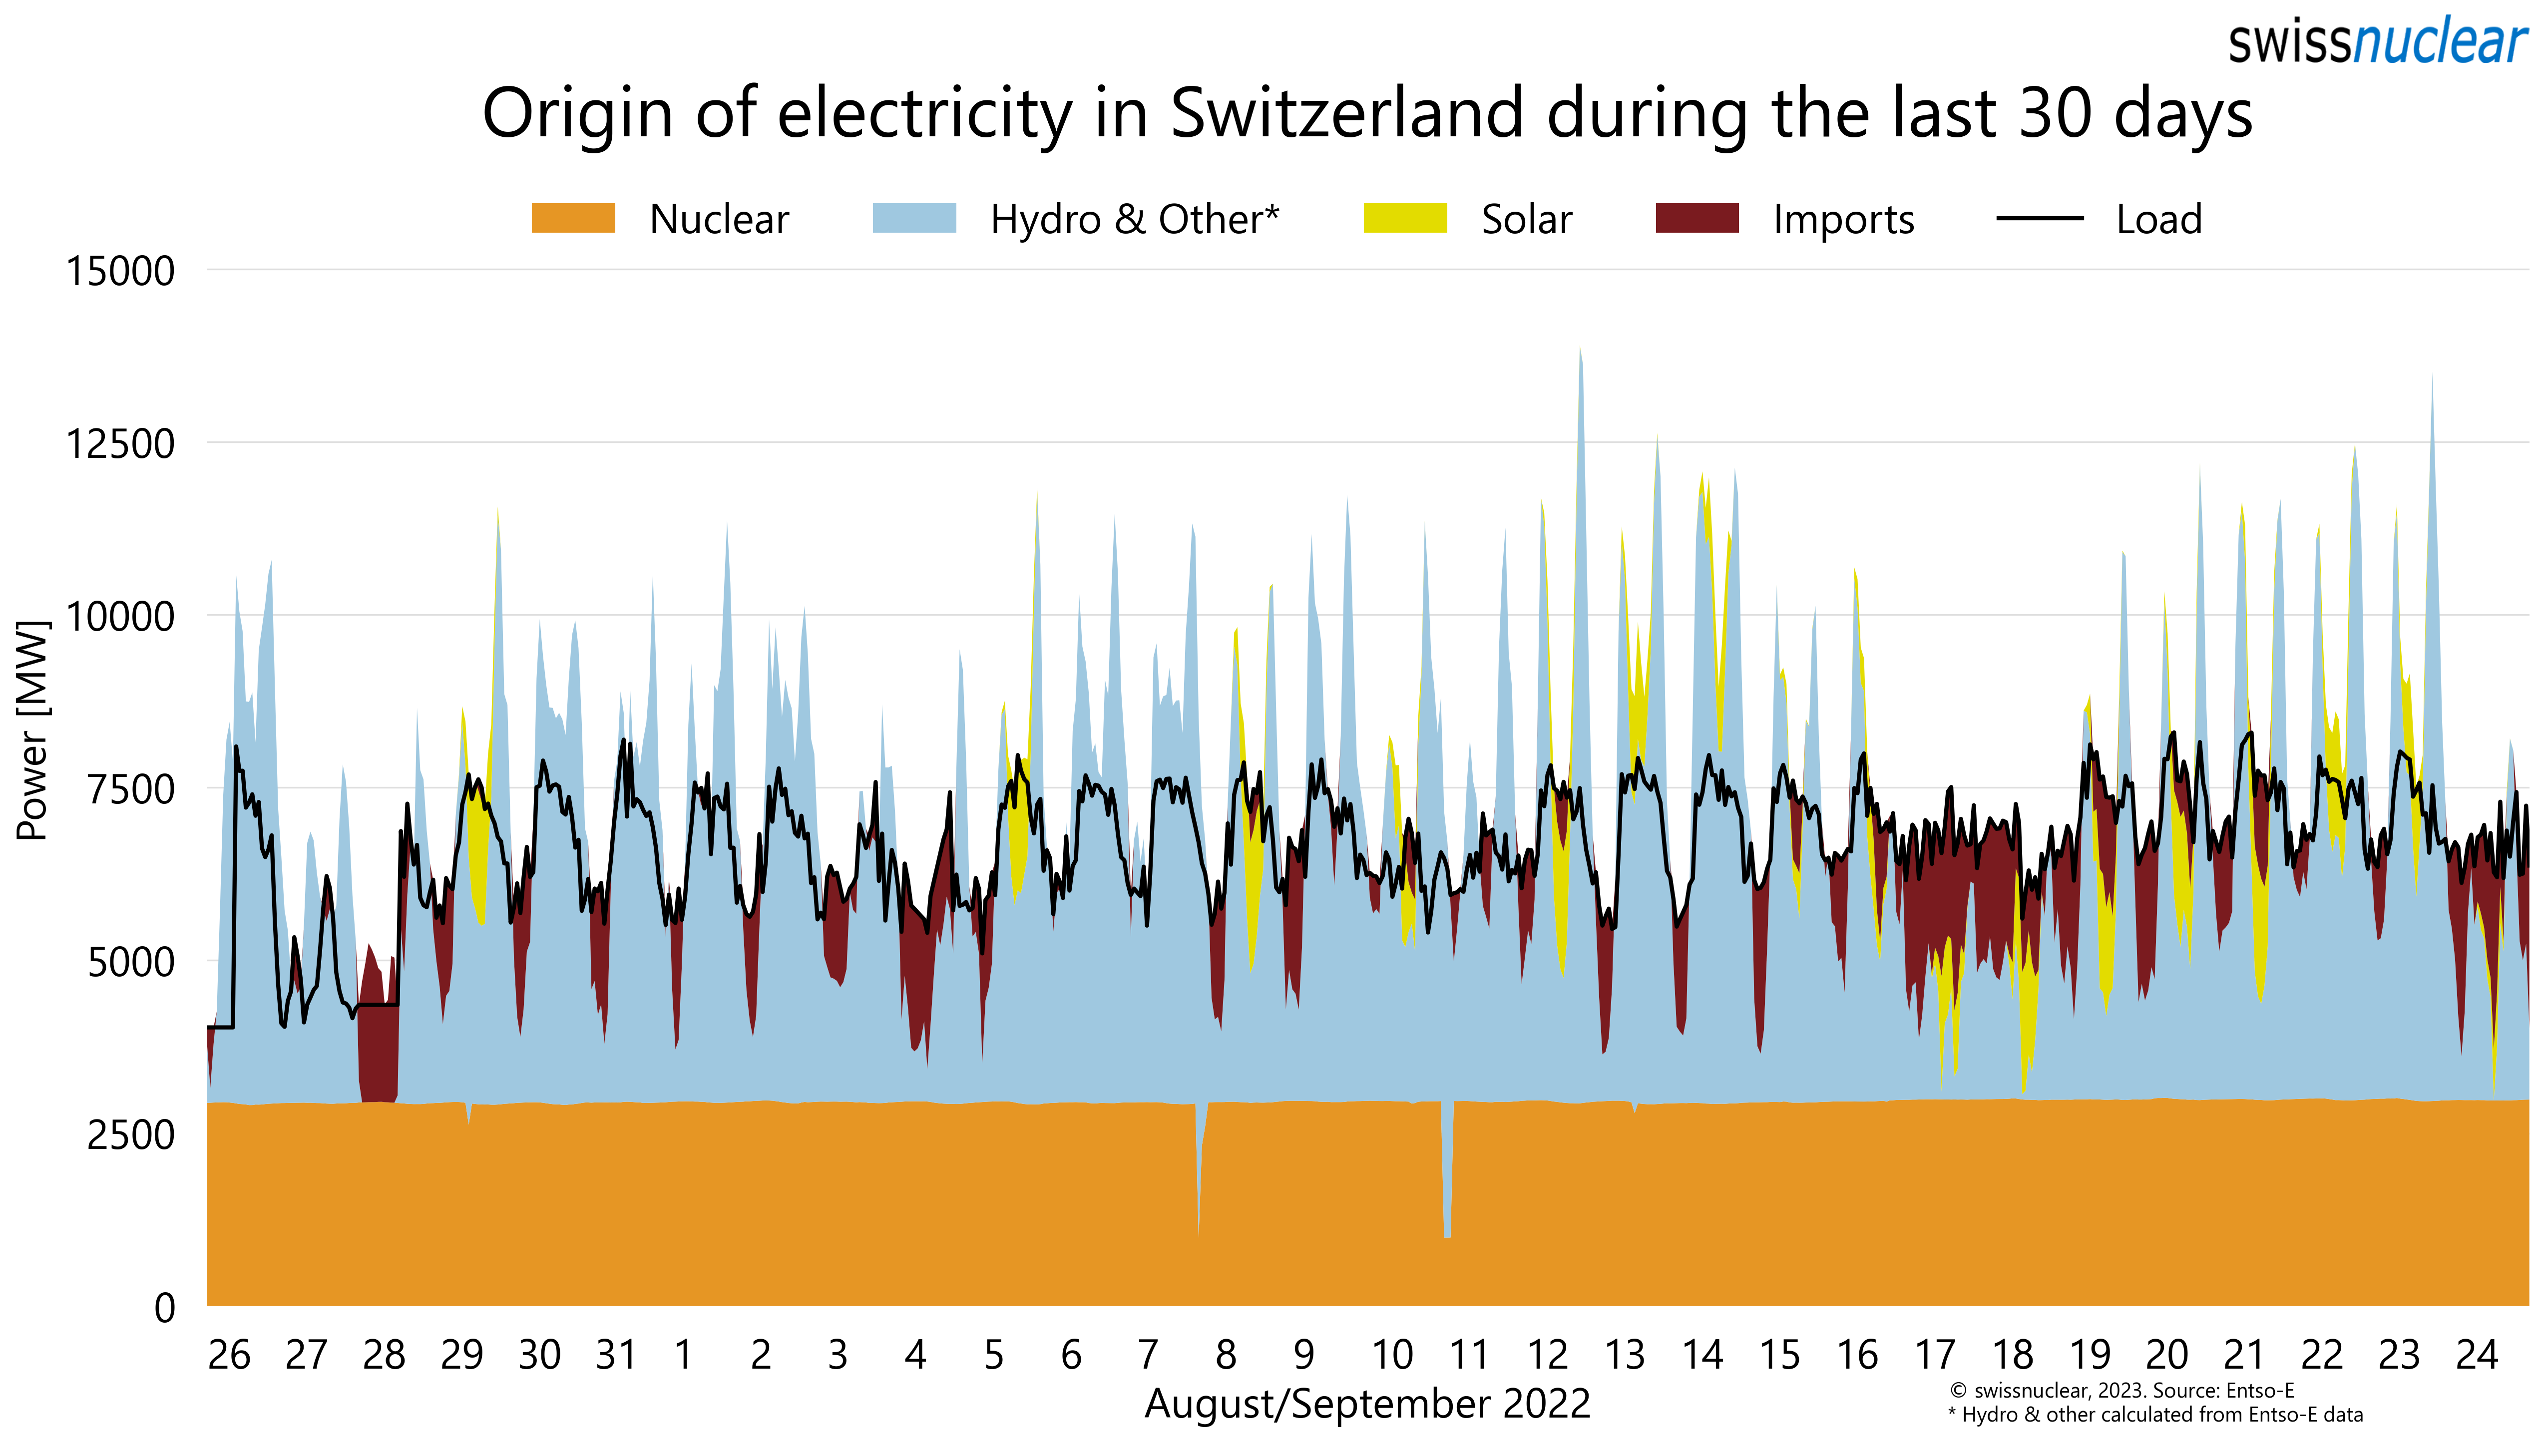 swissnuclear
Origin of electricity in Switzerland during the last 30 days
Nuclear Hydro & Other* Solar Imports Load
15000
12500
10000
7500
5000
2500
0
Power [MW]
26 27 28 29 30 31 1 2 3 4 5 6 7 8 9 10 11 12 13 14 15 16 17 18 19 20 21 22 23 24
August/September 2022
© swissnuclear, 2023. Source: Entso-E
* Hydro & other calculated from Entso-E data